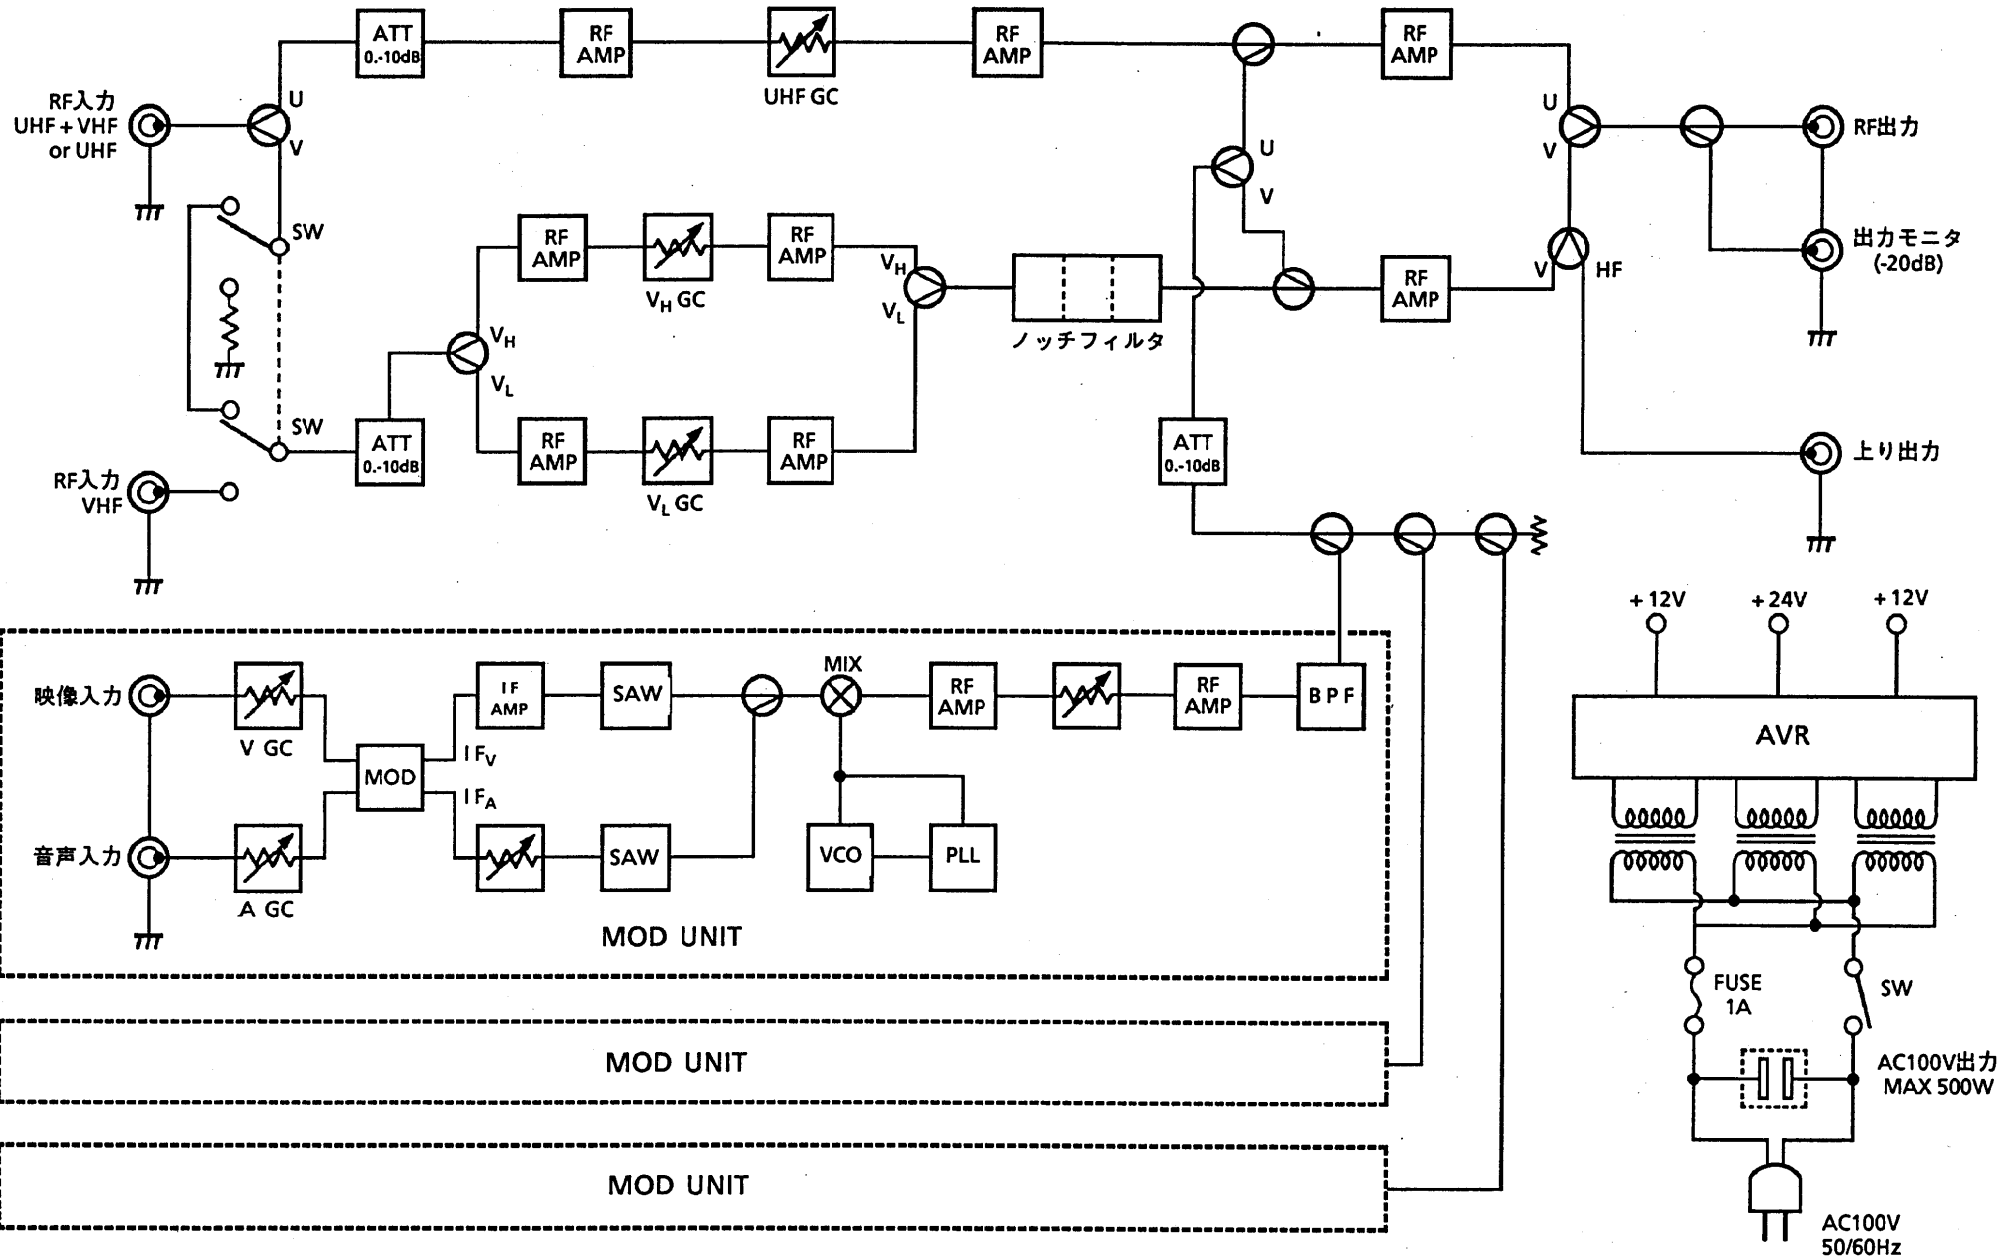 ATT
0.-10dB
RF
AMP
UHF GC
RF
AMP
RF
AMP
RF入力
UHF + VHF
or UHF
U
V
U
V
U
V
RF出力
SW
RF
AMP
VH GC
RF
AMP
VH
VL
ノッチフィルタ
RF
AMP
V
HF
出力モニタ
(-20dB)
VH
VL
SW
ATT
0.-10dB
RF
AMP
VL GC
RF
AMP
ATT
0.-10dB
上り出力
RF入力
VHF
+12V
+24V
+12V
映像入力
V GC
MOD
IFV
IFA
IF
AMP
SAW
MIX
RF
AMP
RF
AMP
BPF
AVR
音声入力
A GC
SAW
VCO
PLL
MOD UNIT
FUSE
1A
SW
MOD UNIT
AC100V出力
MAX 500W
MOD UNIT
AC100V
50/60Hz